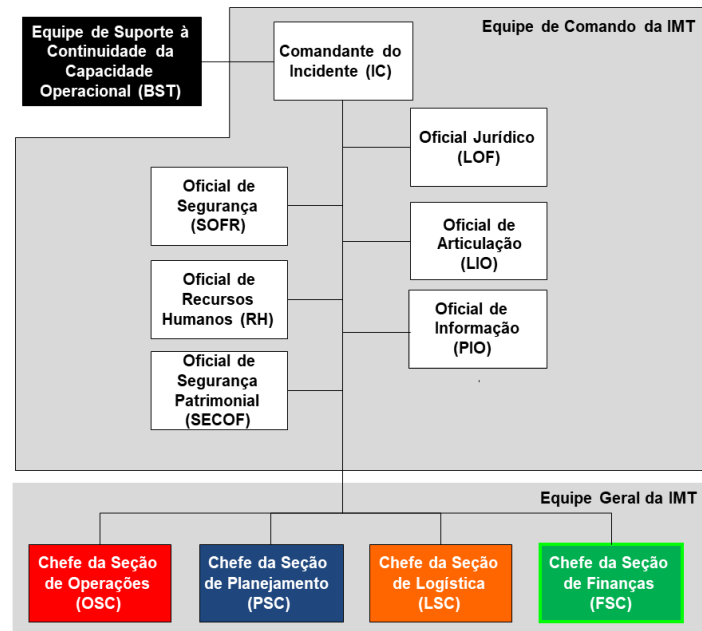 Equipe de Suporte à
Continuidade da
Capacidade
Operacional (BST)
Comandante do
Incidente (IC)
Equipe de Comando da IMT
Oficial Jurídico
(LOF)
Oficial de
Segurança
(SOFR)
Oficial de
Articulação
(LIO)
Oficial de
Recursos
Humanos (RH)
Oficial de
Informação
(PIO)
Oficial de
Segurança
Patrimonial
(SECOF)
Equipe Geral da IMT
Chefe da Seção
de Operações
(OSC)
Chefe da Seção
de Planejamento
(PSC)
Chefe da Seção
de Logística
(LSC)
Chefe da Seção
de Finanças
(FSC)